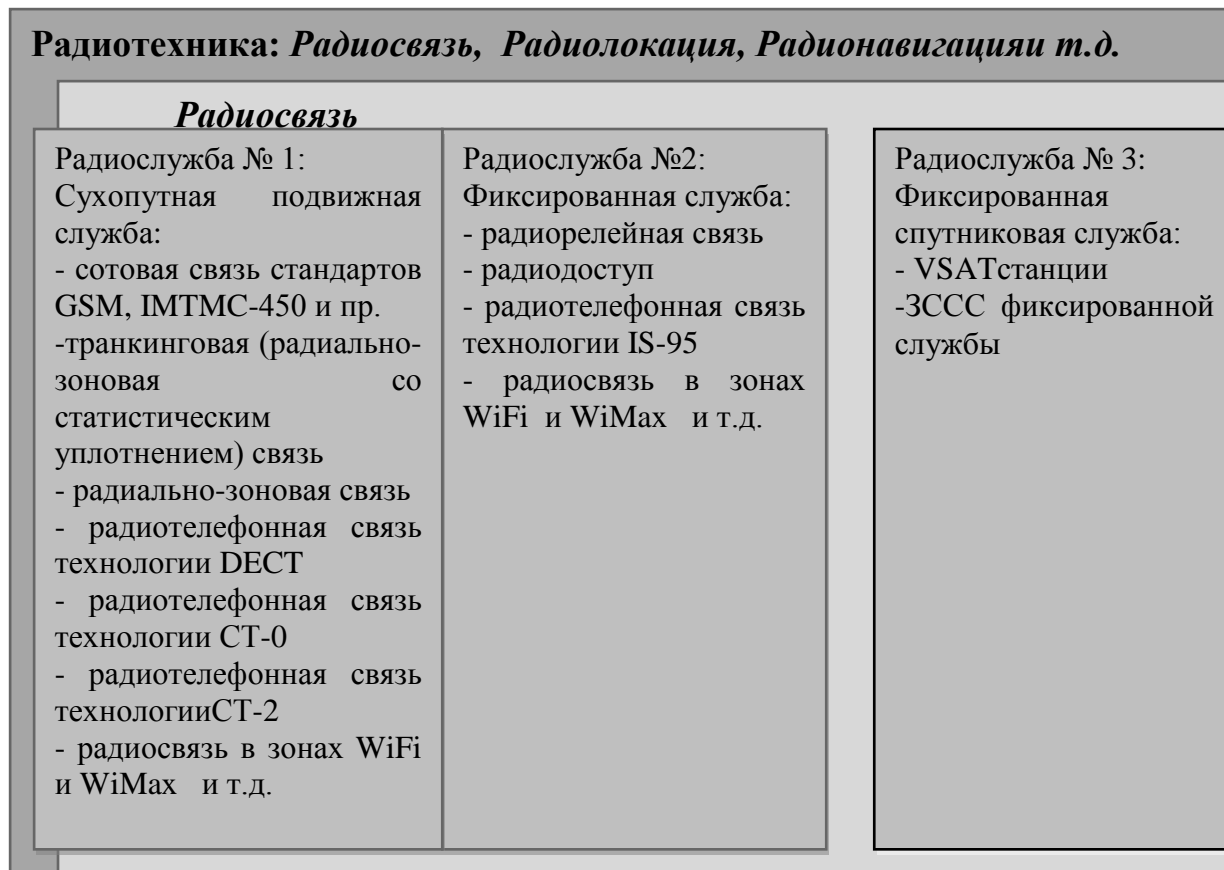 Радиотехника: Радиосвязь, Радиолокация, Радионавигацияи т.д.
Радиосвязь
Радиослужба № 1:
Сухопутная подвижная
служба:
- сотовая связь стандартов
GSM, IMTMC-450 и пр.
-транкинговая (радиально-
зоновая со
статистическим
уплотнением) связь
- радиально-зоновая связь
- радиотелефонная связь
технологии DECT
- радиотелефонная связь
технологии CT-0
- радиотелефонная связь
технологииCT-2
- радиосвязь в зонах WiFi
и WiMax и т.д.
Радиослужба №2:
Фиксированная служба:
- радиорелейная связь
- радиодоступ
- радиотелефонная связь
технологии IS-95
- радиосвязь в зонах
WiFi и WiMax и т.д.
Радиослужба № 3:
Фиксированная
спутниковая служба:
- VSATстанции
-ЗССС фиксированной
службы